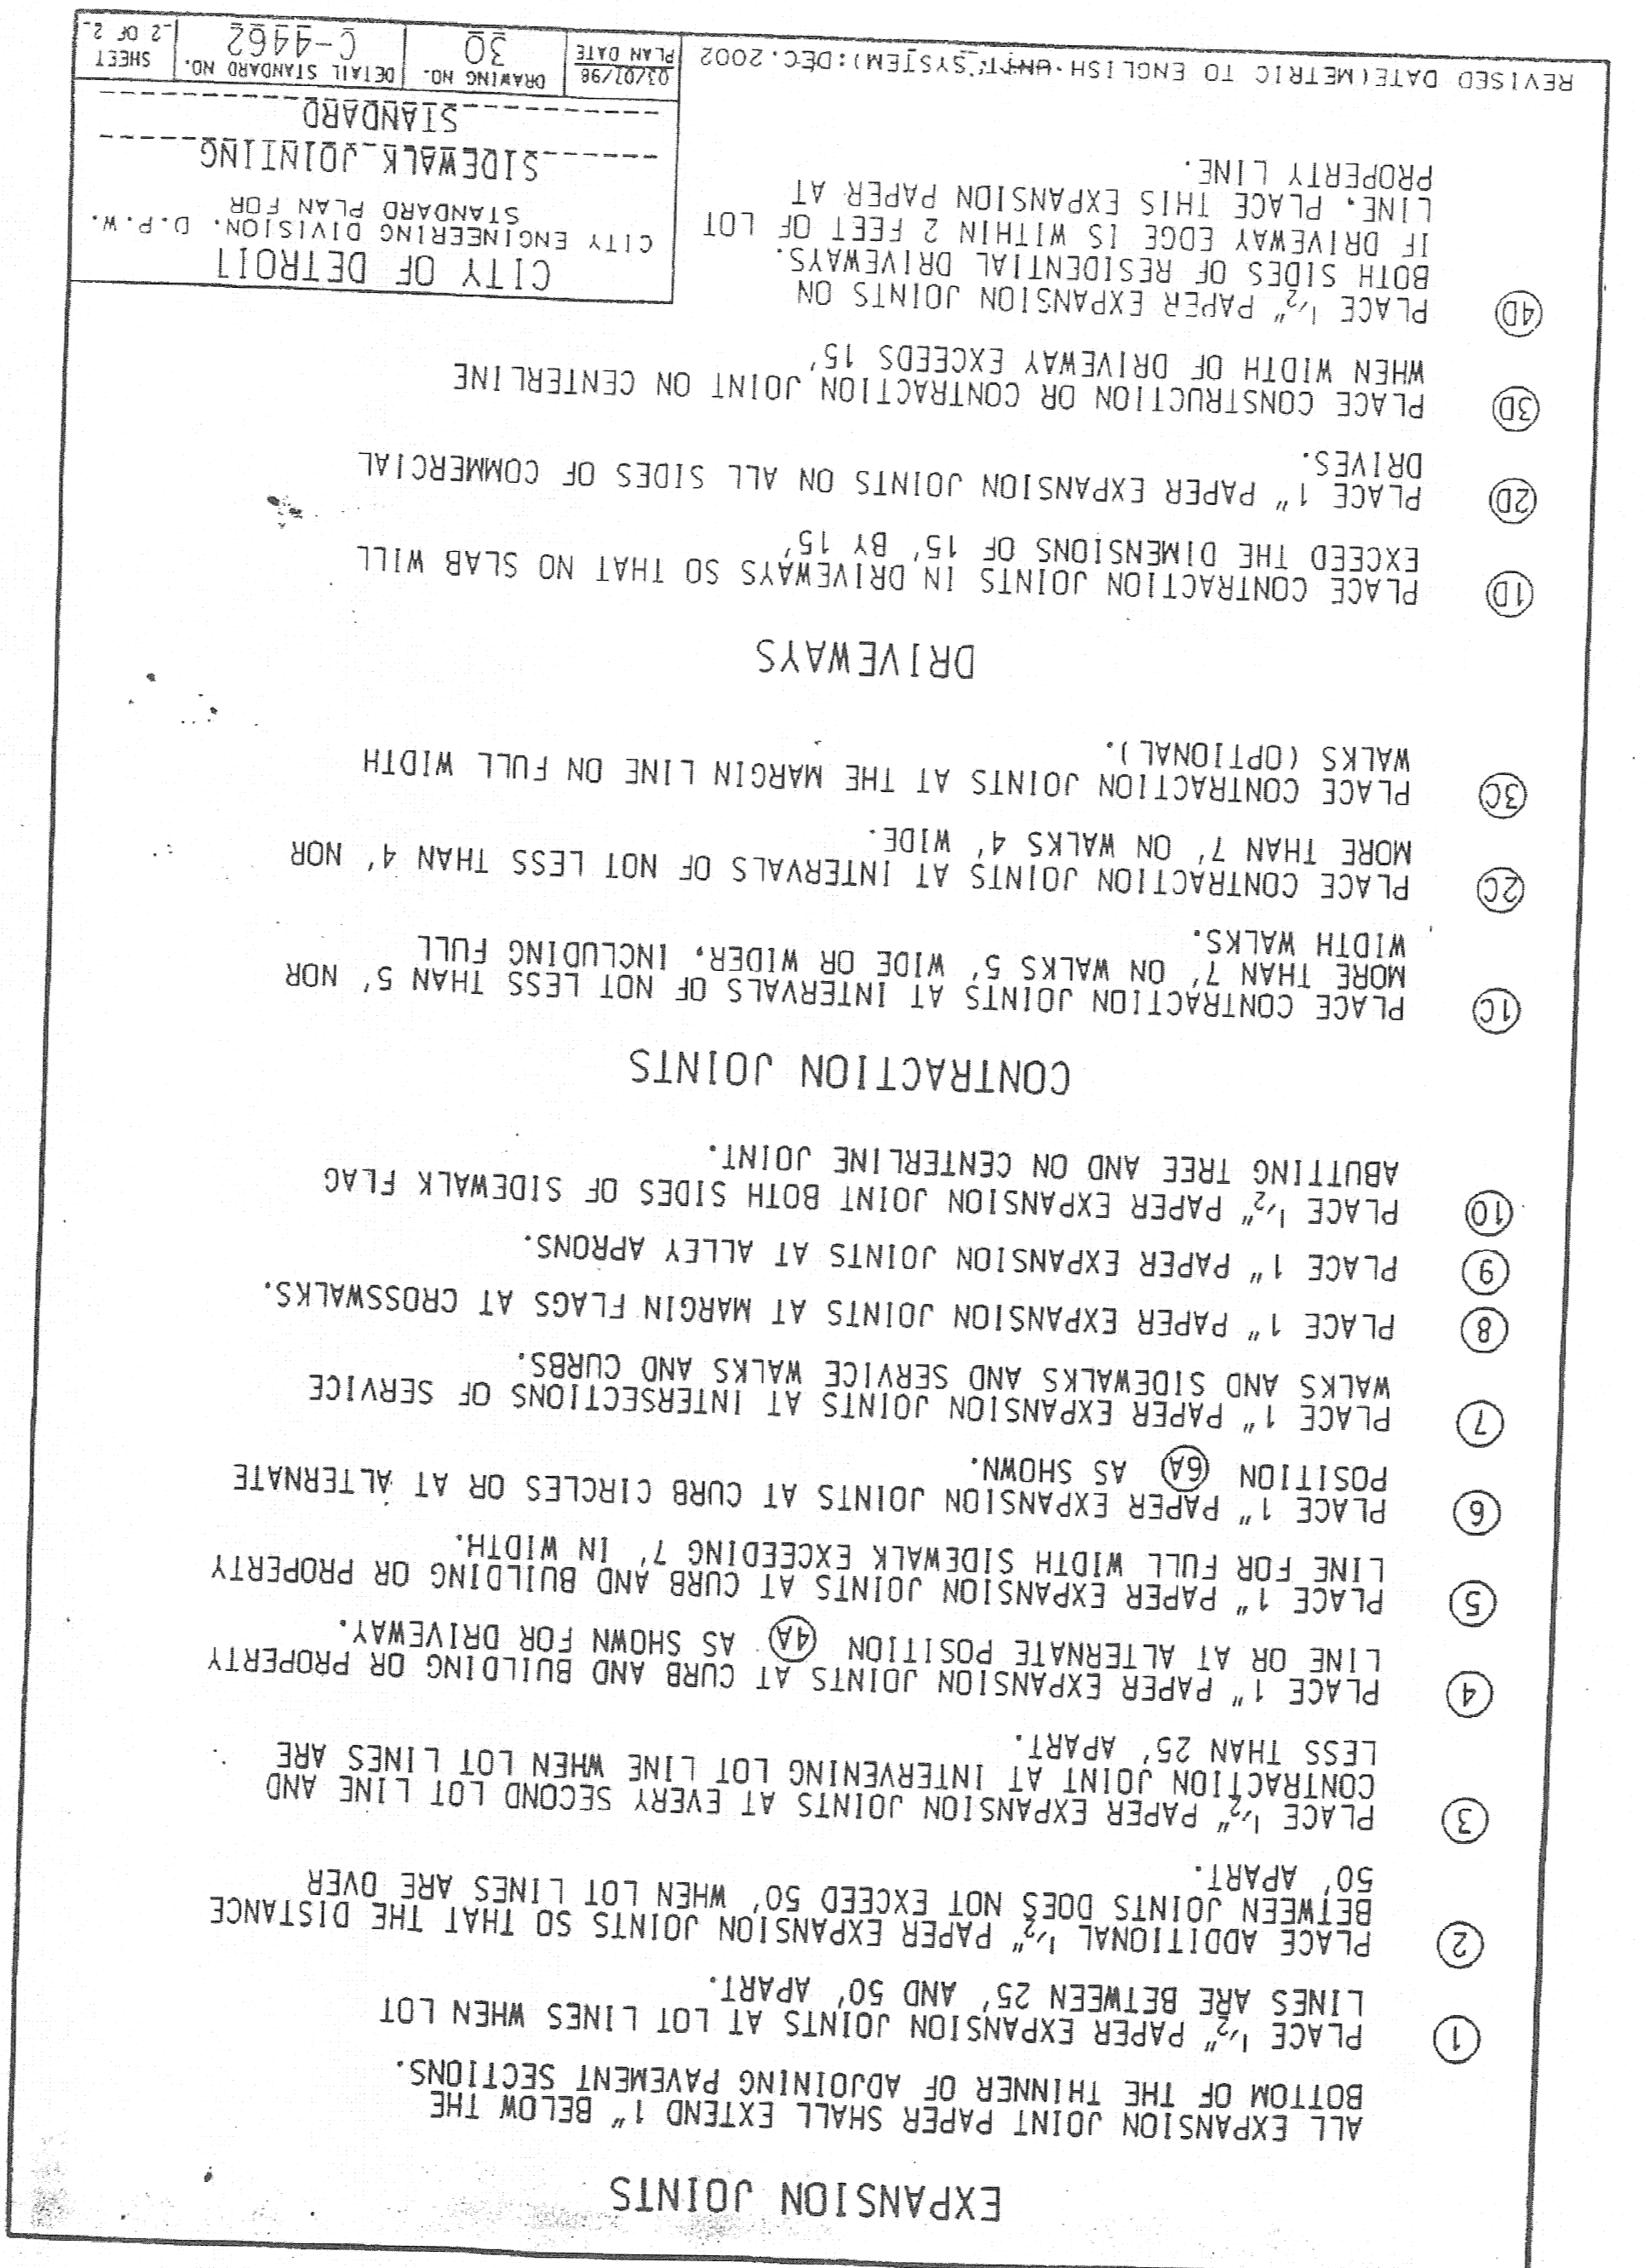 EXPANSION JOINTS
ALL EXPANSION JOINT PAPER SHALL EXTEND 1" BELOW THE
BOTTOM OF THE THINNER OF ADJOINING PAVEMENT SECTIONS.
1 PLACE 1/2" PAPER EXPANSION JOINTS AT LOT LINES WHEN LOT
LINES ARE BETWEEN 25' AND 50' APART.
2 PLACE ADDITIONAL 1/2" PAPER EXPANSION JOINTS SO THAT THE DISTANCE
BETWEEN JOINTS DOES NOT EXCEED 50' WHEN LOT LINES ARE OVER
50' APART.
3 PLACE 1/2" PAPER EXPANSION JOINTS AT EVERY SECOND LOT LINE AND
CONTRACTION JOINT AT INTERVENING LOT LINE WHEN LOT LINES ARE
LESS THAN 25' APART.
4 PLACE 1" PAPER EXPANSION JOINTS AT CURB AND BUILDING OR PROPERTY
LINE OR AT ALTERNATE POSITION 4A AS SHOWN FOR DRIVEWAY.
5 PLACE 1" PAPER EXPANSION JOINTS AT CURB AND BUILDING OR PROPERTY
LINE FOR FULL WIDTH SIDEWALK EXCEEDING 7' IN WIDTH.
6 PLACE 1" PAPER EXPANSION JOINTS AT CURB CIRCLES OR AT ALTERNATE
POSITION 6A AS SHOWN.
7 PLACE 1" PAPER EXPANSION JOINTS AT INTERSECTIONS OF SERVICE
WALKS AND SIDEWALKS AND SERVICE WALKS AND CURBS.
8 PLACE 1" PAPER EXPANSION JOINTS AT MARGIN FLAGS AT CROSSWALKS.
9 PLACE 1" PAPER EXPANSION JOINTS AT ALLEY APRONS.
10 PLACE 1/2" PAPER EXPANSION JOINT BOTH SIDES OF SIDEWALK FLAG
ABUTTING TREE AND ON CENTERLINE JOINT.
CONTRACTION JOINTS
1C PLACE CONTRACTION JOINTS AT INTERVALS OF NOT LESS THAN 5' NOR
MORE THAN 7' ON WALKS 5' WIDE OR WIDER, INCLUDING FULL
WIDTH WALKS.
2C PLACE CONTRACTION JOINTS AT INTERVALS OF NOT LESS THAN 4' NOR
MORE THAN 7' ON WALKS 4' WIDE.
3C PLACE CONTRACTION JOINTS AT THE MARGIN LINE ON FULL WIDTH
WALKS (OPTIONAL).
DRIVEWAYS
1D PLACE CONTRACTION JOINTS IN DRIVEWAYS SO THAT NO SLAB WILL
EXCEED THE DIMENSIONS OF 15' BY 15'
2D PLACE 1" PAPER EXPANSION JOINTS ON ALL SIDES OF COMMERCIAL
DRIVES.
3D PLACE CONSTRUCTION OR CONTRACTION JOINT ON CENTERLINE
WHEN WIDTH OF DRIVEWAY EXCEEDS 15'
4D PLACE 1/2" PAPER EXPANSION JOINTS ON
BOTH SIDES OF RESIDENTIAL DRIVEWAYS.
IF DRIVEWAY EDGE IS WITHIN 2 FEET OF LOT
LINE. PLACE THIS EXPANSION PAPER AT
PROPERTY LINE.
REVISED DATE(METRIC TO ENGLISH UNIT SYSTEM):DEC.2002
CITY OF DETROIT
CITY ENGINEERING DIVISION. D.P.W.
STANDARD PLAN FOR
SIDEWALK JOINTING
STANDARD
03/07/96
PLAN DATE
DRAWING NO.
30
DETAIL STANDARD NO.
C-4462
SHEET
2 OF 2